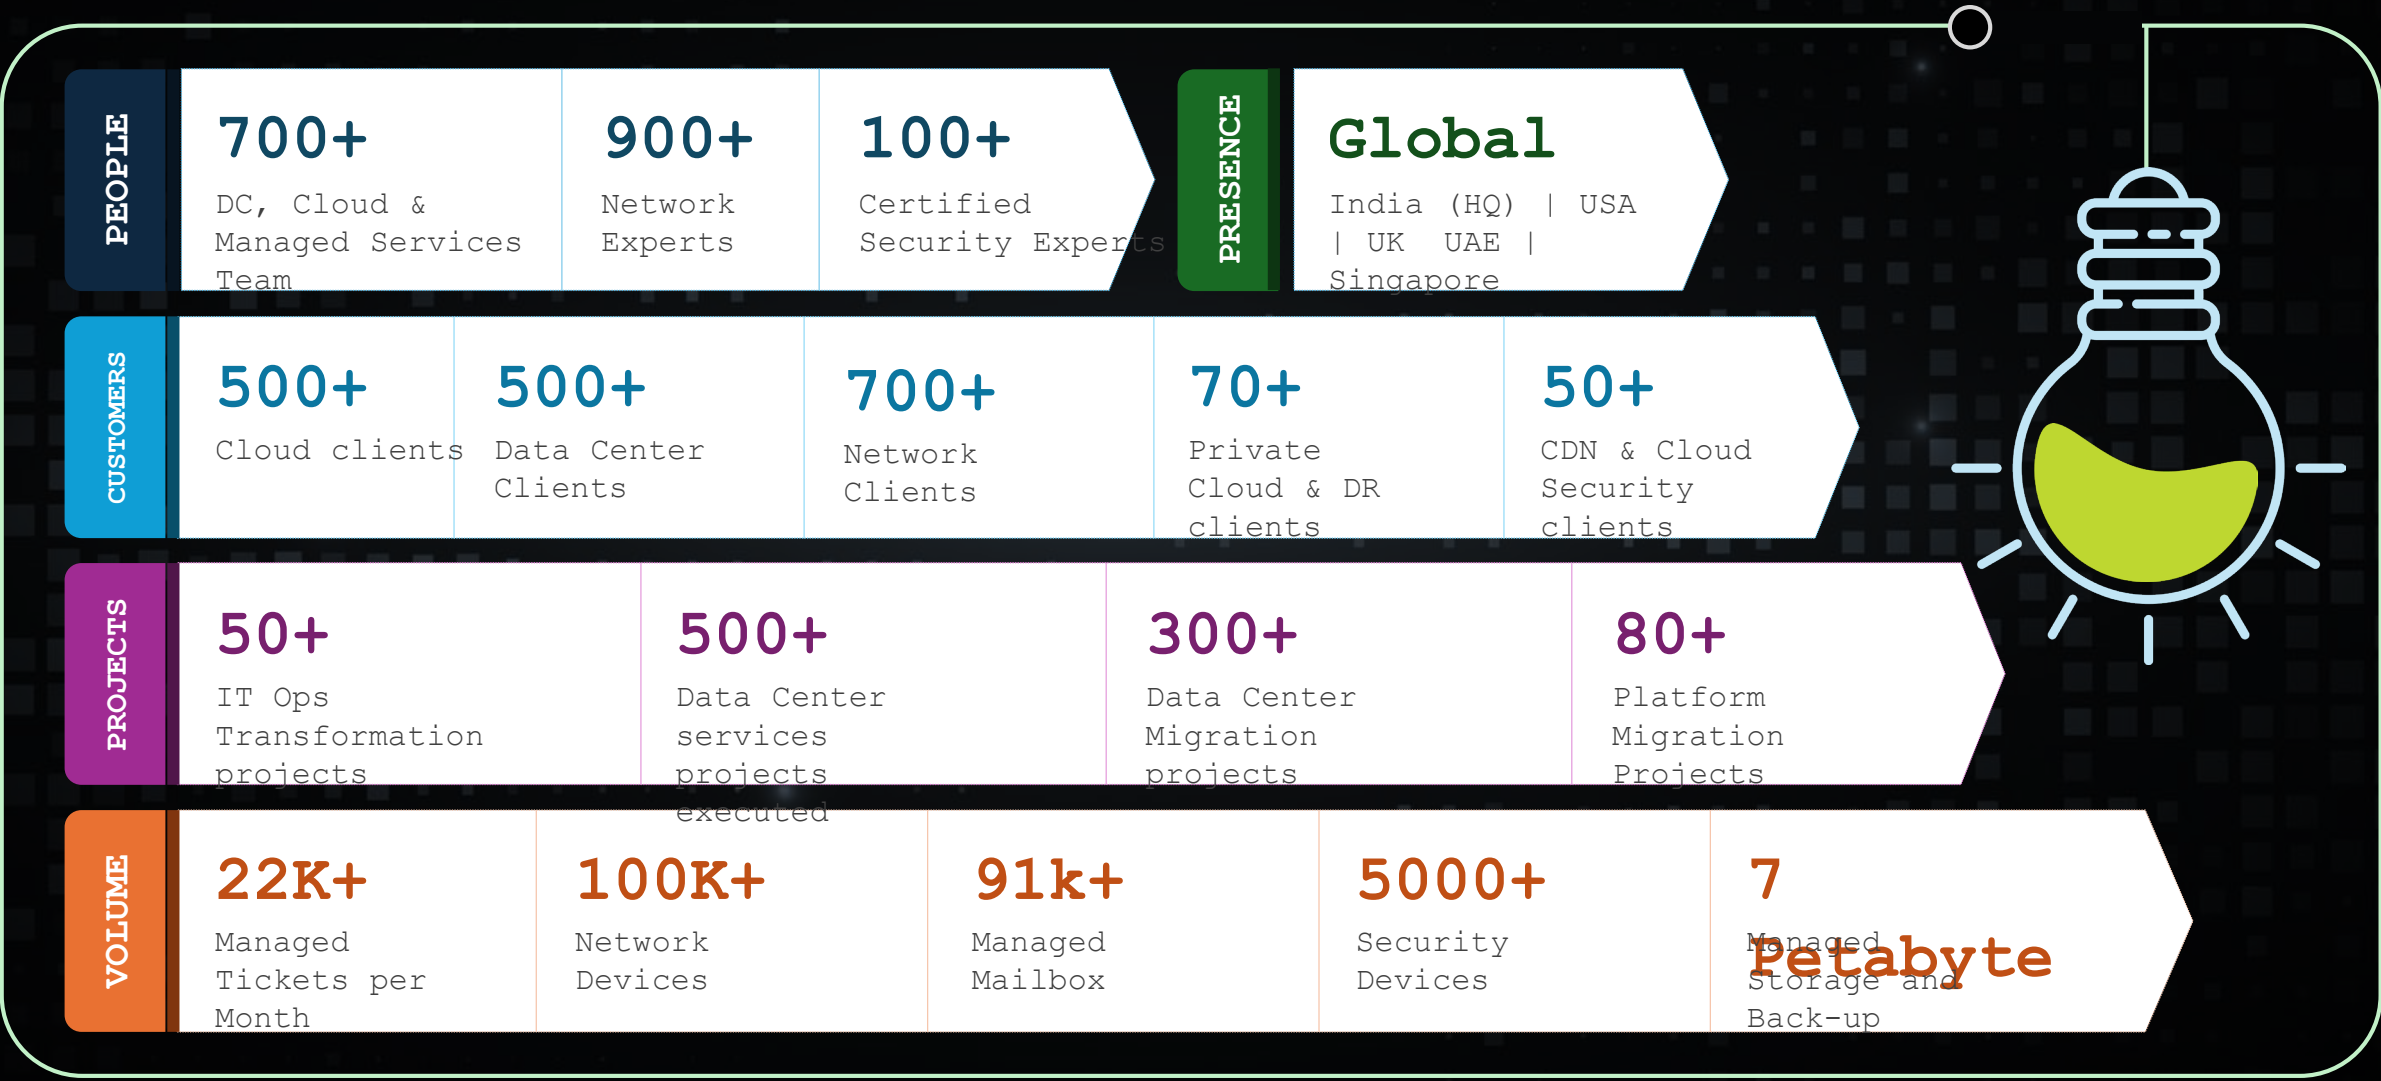 PEOPLE
700+
DC, Cloud &
Managed Services
Team
900+
Network
Experts
100+
Certified
Security Experts
PRESENCE
Global
India (HQ) | USA
| UK  UAE |
Singapore
CUSTOMERS
500+
Cloud clients
500+
Data Center
Clients
700+
Network
Clients
70+
Private
Cloud & DR
clients
50+
CDN & Cloud
Security
clients
PROJECTS
50+
IT Ops
Transformation
projects
500+
Data Center
services
projects
executed
300+
Data Center
Migration
projects
80+
Platform
Migration
Projects
VOLUME
22K+
Managed
Tickets per
Month
100K+
Network
Devices
91k+
Managed
Mailbox
5000+
Security
Devices
7
Petabyte
Managed
Storage and
Back-up